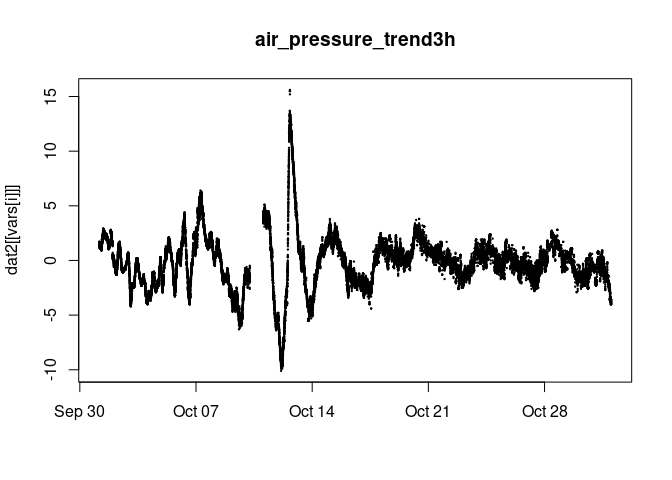 air_pressure_trend3h
dat2[[vars[i]]]
15
10
5
0
-5
-10
Sep 30
Oct 07
Oct 14
Oct 21
Oct 28